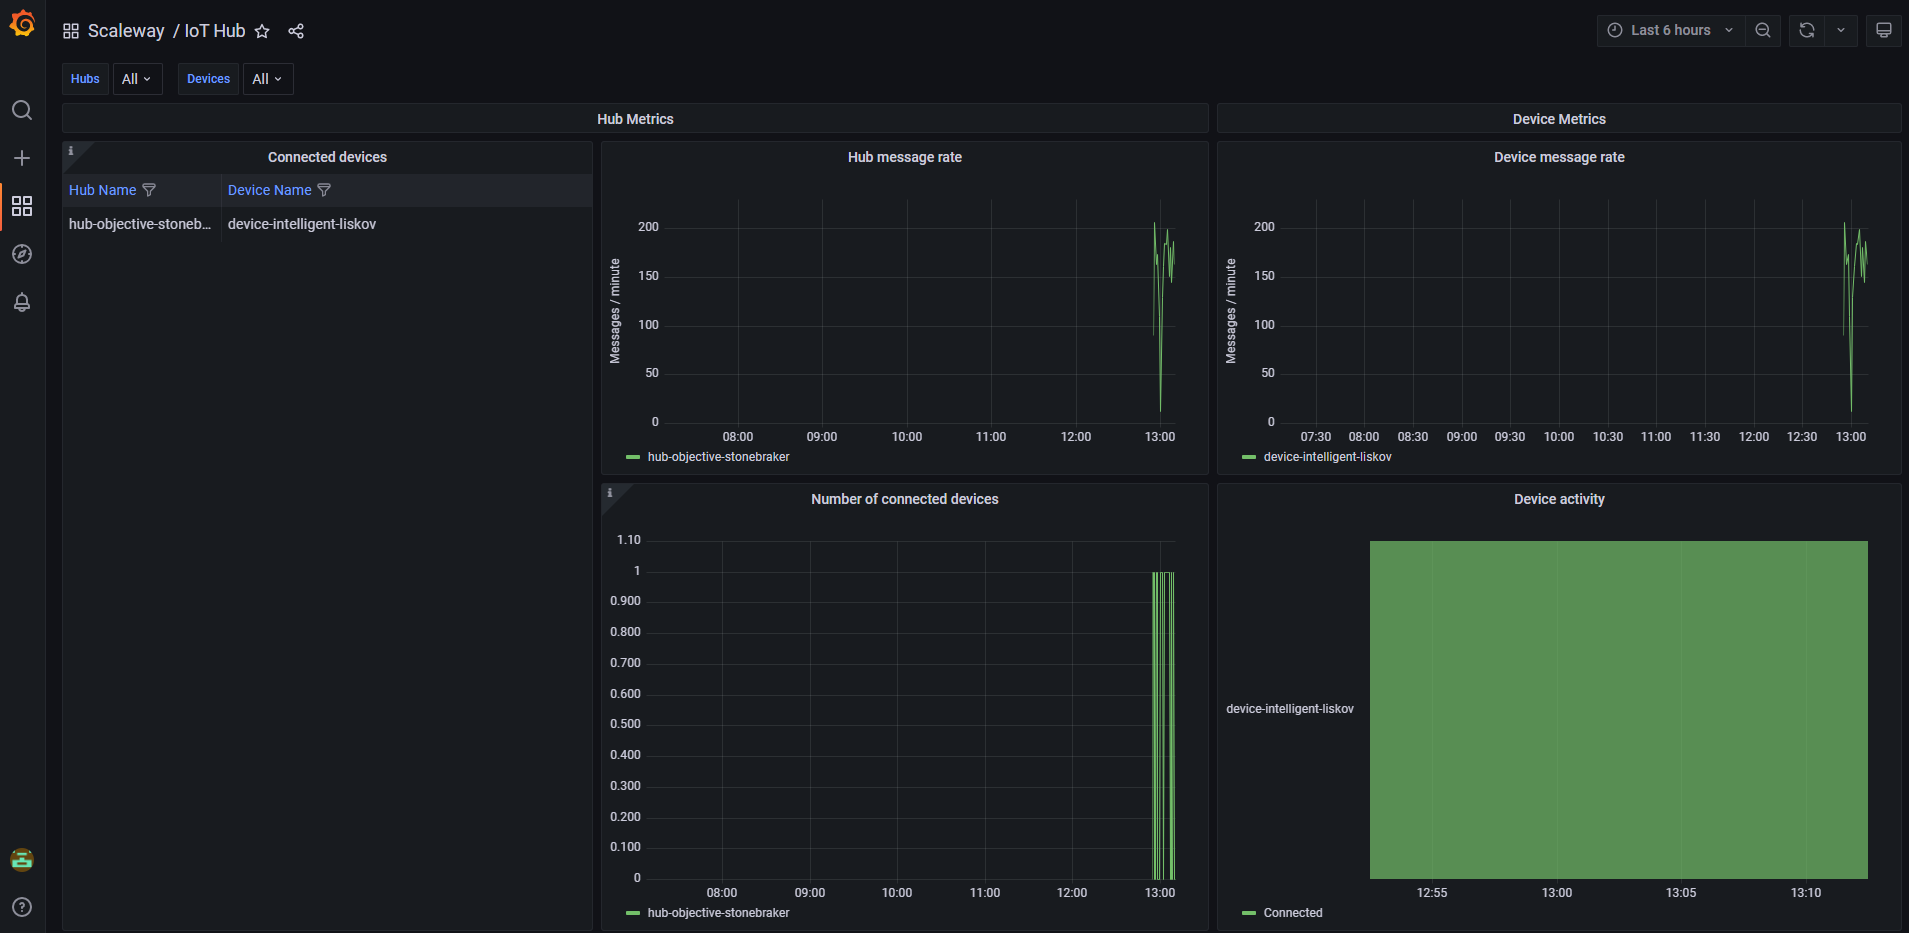 Scaleway / IoT Hub
Last 6 hours
Hubs All Devices All
Hub Metrics
Device Metrics
Connected devices
Hub Name Device Name
hub-objective-stoneb... device-intelligent-liskov
Hub message rate
Messages / minute
200
150
100
50
0
08:00 09:00 10:00 11:00 12:00 13:00
hub-objective-stonebraker
Device message rate
Messages / minute
200
150
100
50
0
07:30 08:00 08:30 09:00 09:30 10:00 10:30 11:00 11:30 12:00 12:30 13:00
device-intelligent-liskov
Number of connected devices
1.10
1
0.900
0.800
0.700
0.600
0.500
0.400
0.300
0.200
0.100
0
08:00 09:00 10:00 11:00 12:00 13:00
hub-objective-stonebraker
Device activity
device-intelligent-liskov
12:55 13:00 13:05 13:10
Connected